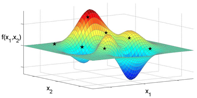 f(x₁,x₂)
x₂
x₁